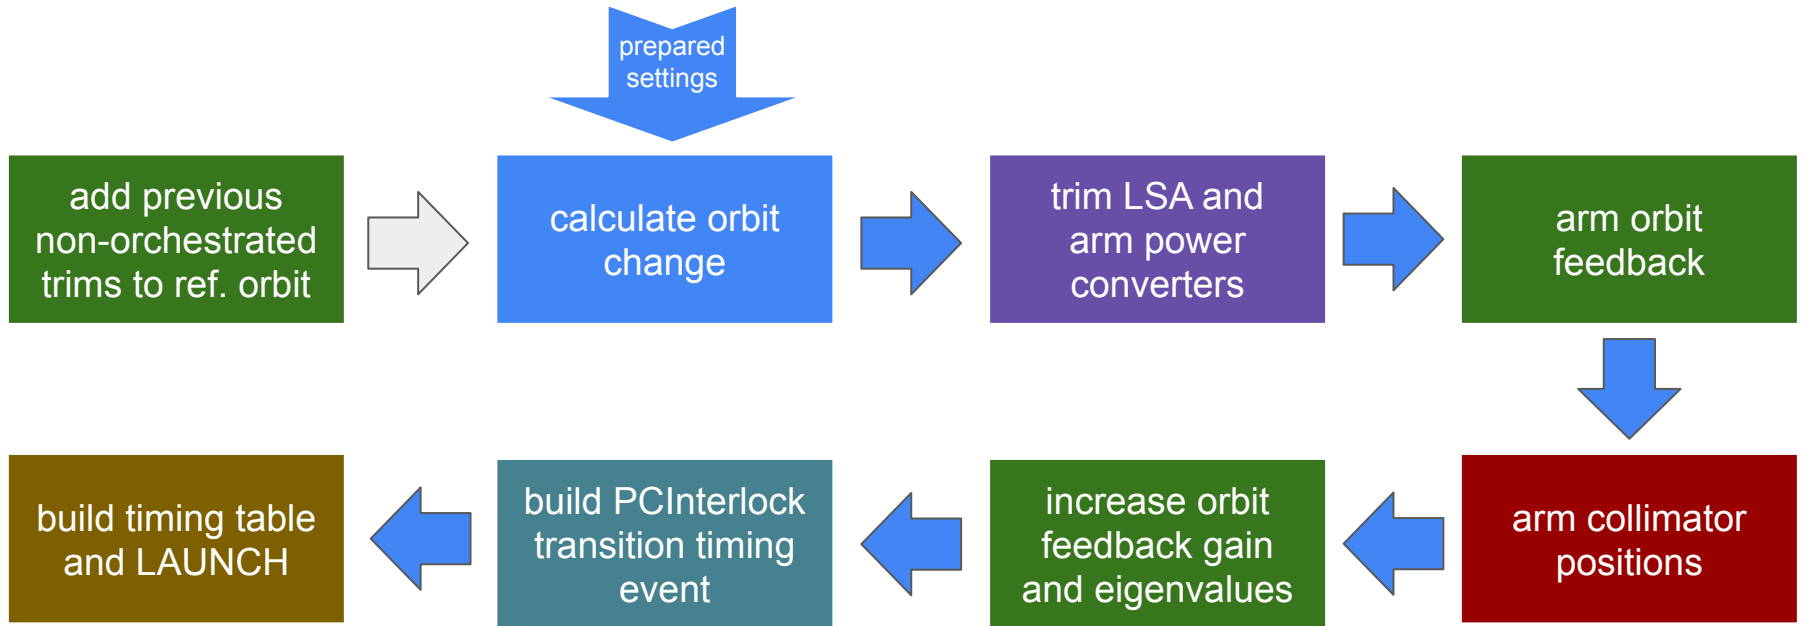 prepared
settings
add previous
non-orchestrated
trims to ref. orbit
calculate orbit
change
trim LSA and
arm power
converters
arm orbit
feedback
arm collimator
positions
increase orbit
feedback gain
and eigenvalues
build PCInterlock
transition timing
event
build timing table
and LAUNCH